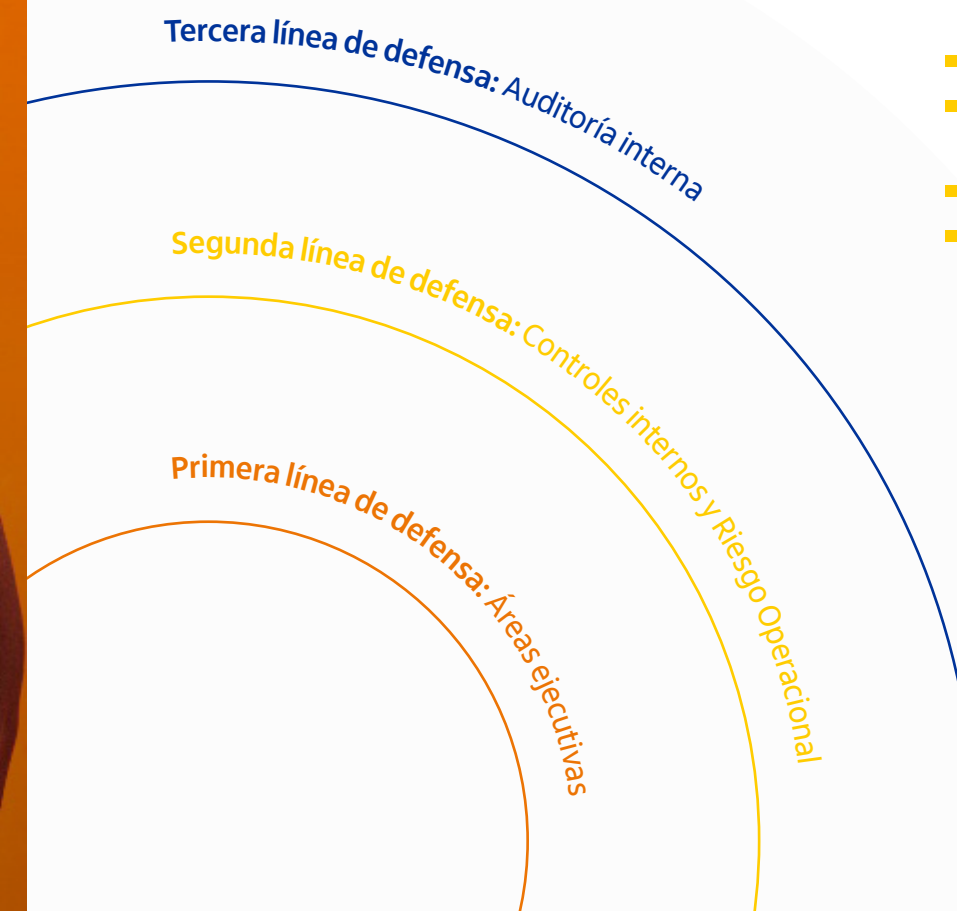 Tercera línea de defensa: Auditoría interna
Segunda línea de defensa: Controles internos y Riesgo Operacional
Primera línea de defensa: Áreas ejecutivas